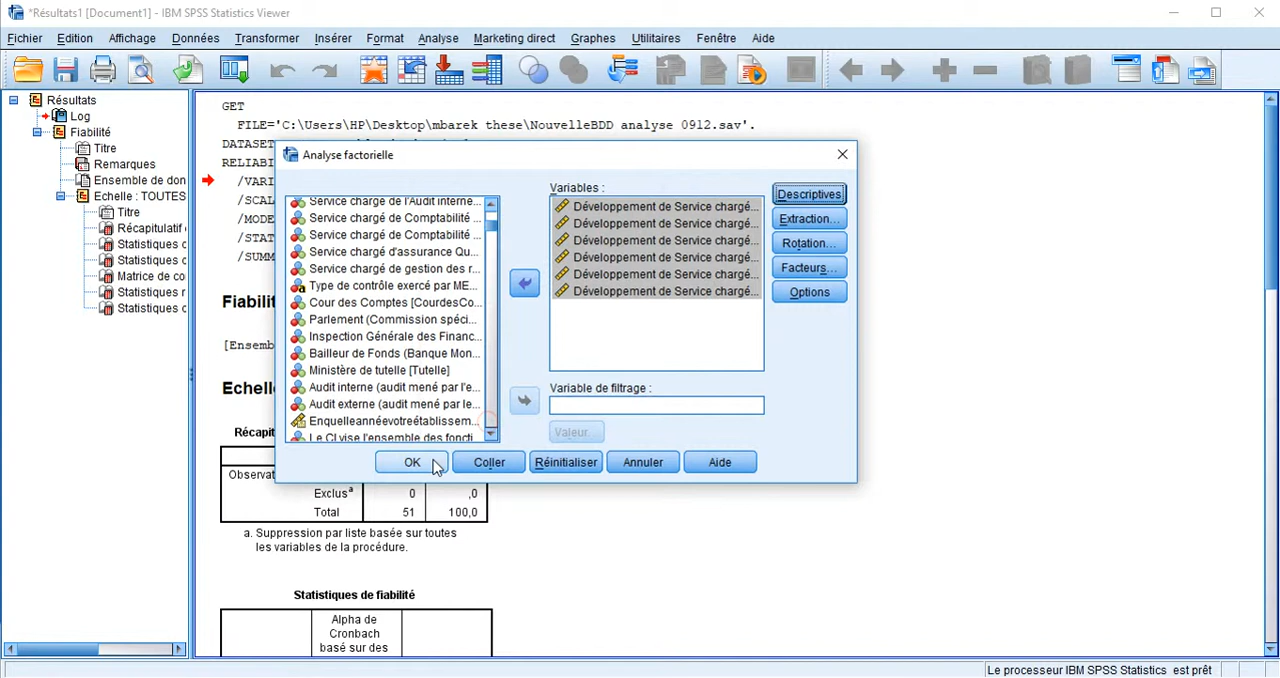 *Résultats1 [Document1] - IBM SPSS Statistics Viewer
Fichier Edition Affichage Données Transformer Insérer Format Analyse Marketing direct Graphes Utilitaires Fenêtre Aide
Résultats
Log
Fiabilité
Titre
Remarques
Ensemble de don
Echelle : TOUTES
Titre
Récapitulatif
Statistiques
Statistiques
Matrice de co
Statistiques r
Statistiques
GET
FILE='C:\Users\HP\Desktop\mbarek these\NouvelleBDD analyse 0912.sav'.
DATASET
RELIABI
/VARI
/SCAL
/MODE
/STAT
/SUMM
Fiabilit
[Ensemb
Echelle
Récapit
Observat
Exclusᵃ 0 ,0
Total 51 100,0
a. Suppression par liste basée sur toutes
les variables de la procédure.
Statistiques de fiabilité
Alpha de
Cronbach
basé sur des
Analyse factorielle
Service chargé de l'Audit interne...
Service chargé de Comptabilité ...
Service chargé de Comptabilité ...
Service chargé d'assurance Qu...
Service chargé de gestion des r...
Type de contrôle exercé par ME...
Cour des Comptes [CourdesCo...
Parlement (Commission spéci...
Inspection Générale des Financ...
Bailleur de Fonds (Banque Mon...
Ministère de tutelle [Tutelle]
Audit interne (audit mené par l'e...
Audit externe (audit mené par le...
Enquelleannéevotreétablissem...
Le CI vise l'ensemble des foncti...
Variables :
Développement de Service chargé...
Développement de Service chargé...
Développement de Service chargé...
Développement de Service chargé...
Développement de Service chargé...
Développement de Service chargé...
Variable de filtrage :
Valeur...
Descriptives
Extraction...
Rotation...
Facteurs...
Options
OK Coller Réinitialiser Annuler Aide
Le processeur IBM SPSS Statistics est prêt